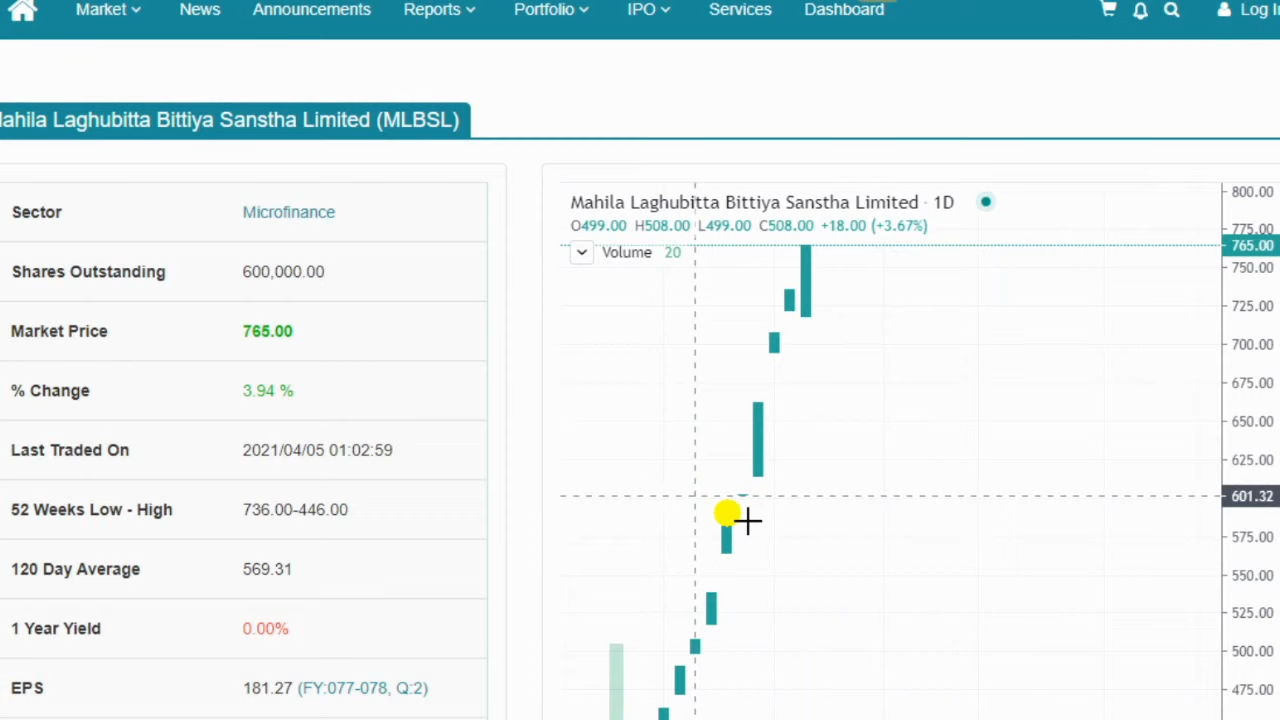 Market News Announcements Reports Portfolio IPO Services Dashboard Log
Laghubitta Bittiya Sanstha Limited (MLBSL)
Sector Microfinance
Shares Outstanding 600,000.00
Market Price 765.00
% Change 3.94 %
Last Traded On 2021/04/05 01:02:59
52 Weeks Low - High 736.00-446.00
120 Day Average 569.31
1 Year Yield 0.00%
EPS 181.27 (FY:077-078, Q:2)
Mahila Laghubitta Bittiya Sanstha Limited · 1D
O499.00 H508.00 L499.00 C508.00 +18.00 (+3.67%)
Volume 20
800.00
775.00
765.00
750.00
725.00
700.00
675.00
650.00
625.00
601.32
575.00
550.00
525.00
500.00
475.00